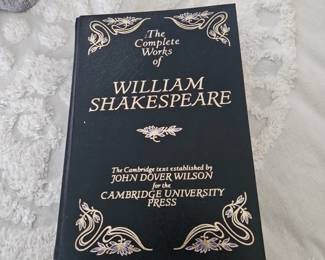 The
Complete
Works
of
WILLIAM
SHAKESPEARE
The Cambridge text established by
JOHN DOVER WILSON
for the
CAMBRIDGE UNIVERSITY
PRESS